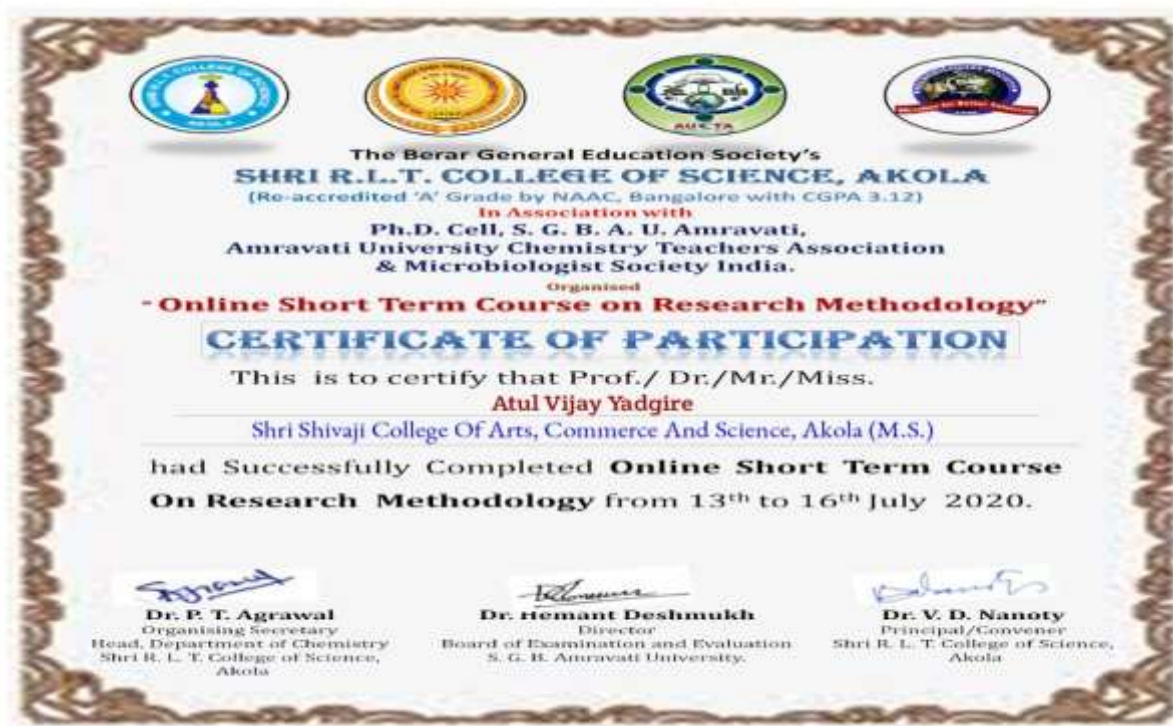 SHRI R.L.T. COLLEGE OF SCIENCE
AKOLA
AUCTA
The Berar General Education Society's
SHRI R.L.T. COLLEGE OF SCIENCE, AKOLA
(Re-accredited 'A' Grade by NAAC, Bangalore with CGPA 3.12)
In Association with
Ph.D. Cell, S. G. B. A. U. Amravati,
Amravati University Chemistry Teachers Association
& Microbiologist Society India.
Organised
"Online Short Term Course on Research Methodology"
CERTIFICATE OF PARTICIPATION
This is to certify that Prof./ Dr./Mr./Miss.
Atul Vijay Yadgire
Shri Shivaji College Of Arts, Commerce And Science, Akola (M.S.)
had Successfully Completed Online Short Term Course
On Research Methodology from 13th to 16th July 2020.
Dr. P. T. Agrawal
Organising Secretary
Head, Department of Chemistry
Shri R. L. T. College of Science,
Akola
Dr. Hemant Deshmukh
Director
Board of Examination and Evaluation
S. G. B. Amravati University.
Dr. V. D. Nanoty
Principal/Convener
Shri R. L. T. College of Science,
Akola